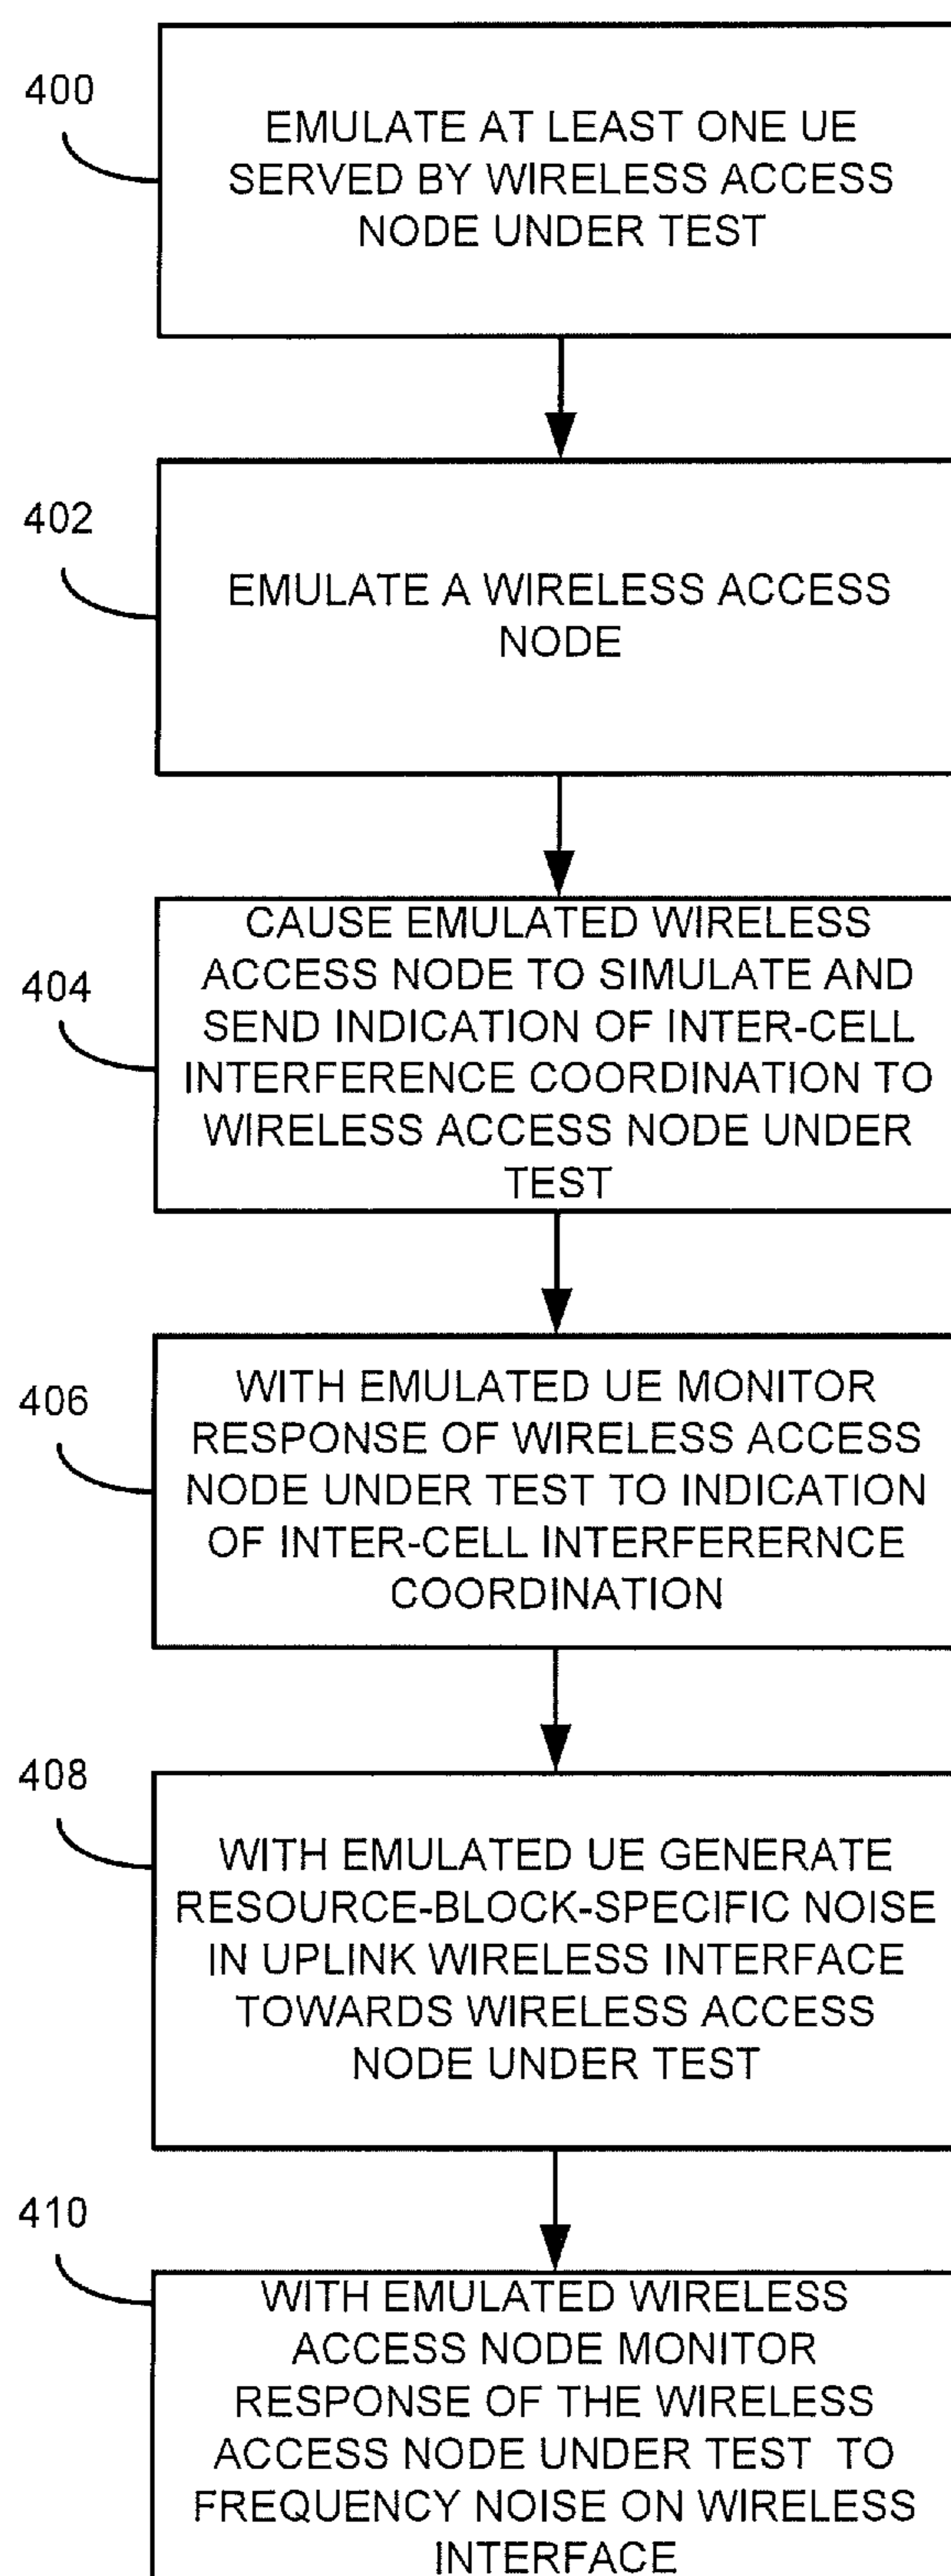 400
EMULATE AT LEAST ONE UE
SERVED BY WIRELESS ACCESS
NODE UNDER TEST
402
EMULATE A WIRELESS ACCESS
NODE
404
CAUSE EMULATED WIRELESS
ACCESS NODE TO SIMULATE AND
SEND INDICATION OF INTER-CELL
INTERFERENCE COORDINATION TO
WIRELESS ACCESS NODE UNDER
TEST
406
WITH EMULATED UE MONITOR
RESPONSE OF WIRELESS ACCESS
NODE UNDER TEST TO INDICATION
OF INTER-CELL INTERFERERNCE
COORDINATION
408
WITH EMULATED UE GENERATE
RESOURCE-BLOCK-SPECIFIC NOISE
IN UPLINK WIRELESS INTERFACE
TOWARDS WIRELESS ACCESS
NODE UNDER TEST
410
WITH EMULATED WIRELESS
ACCESS NODE MONITOR
RESPONSE OF THE WIRELESS
ACCESS NODE UNDER TEST TO
FREQUENCY NOISE ON WIRELESS
INTERFACE